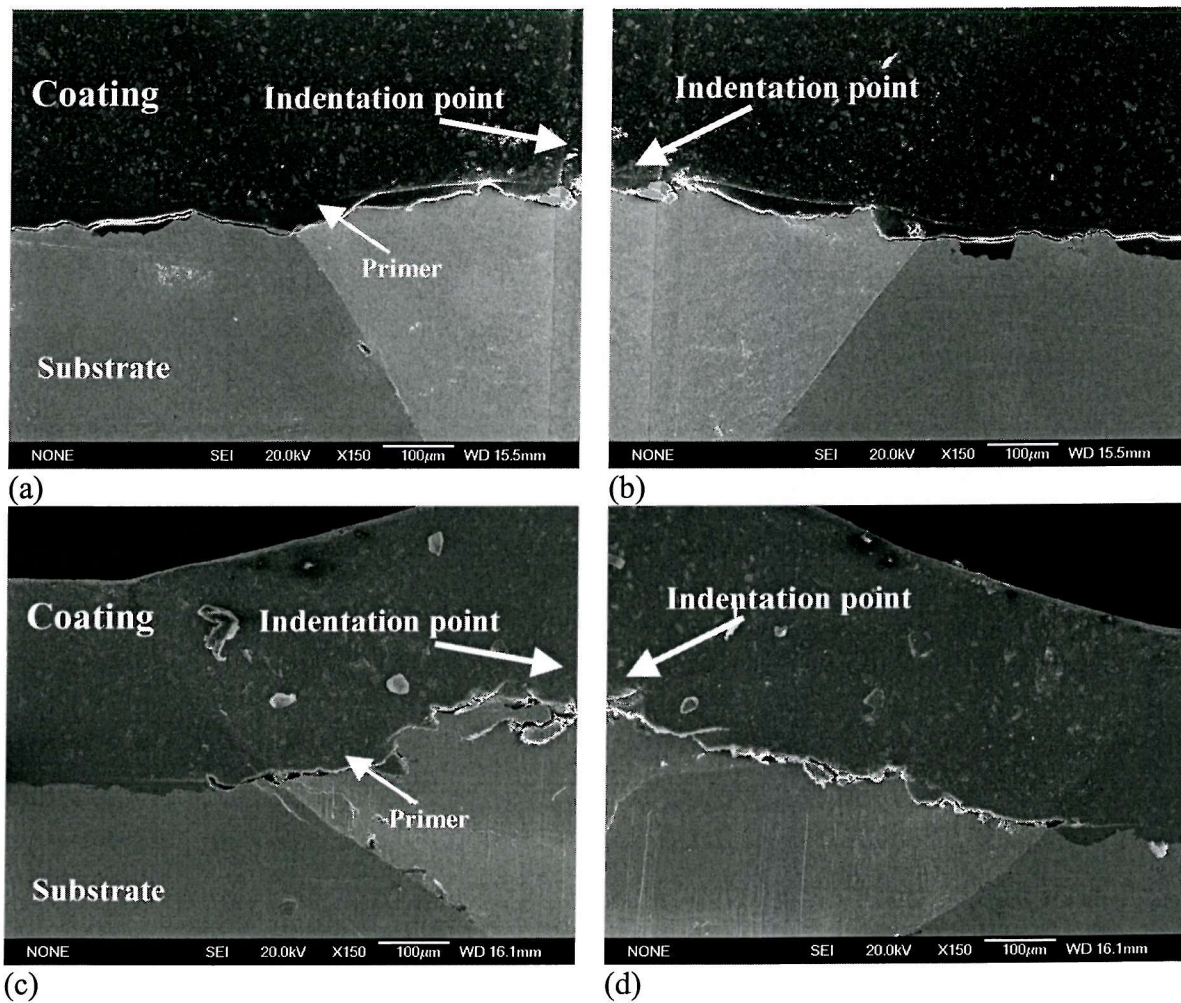 Coating
Indentation point
Primer
Substrate
NONE SEI 20.0kV X150 100μm WD 15.5mm
(a)
Indentation point
NONE SEI 20.0kV X150 100μm WD 15.5mm
(b)
Coating
Indentation point
Primer
Substrate
NONE SEI 20.0kV X150 100μm WD 16.1mm
(c)
Indentation point
NONE SEI 20.0kV X150 100μm WD 16.1mm
(d)